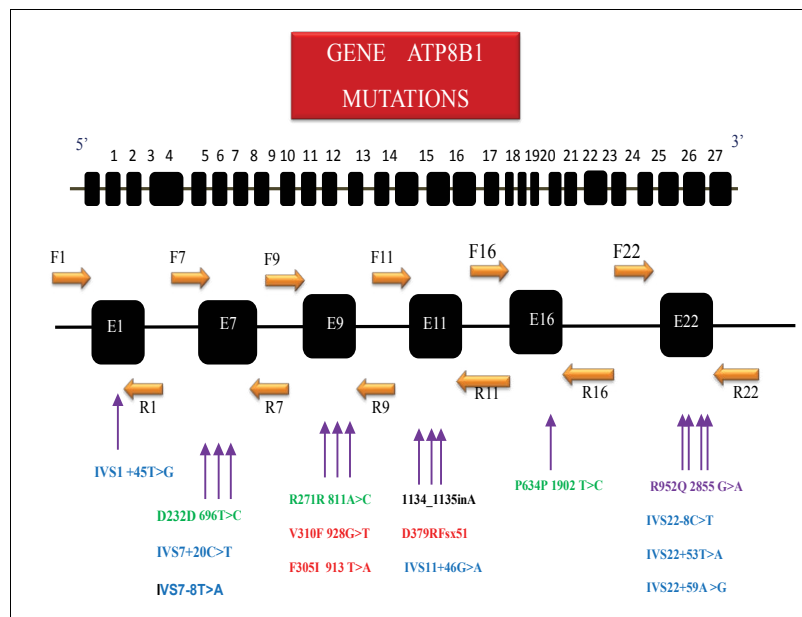 GENE ATP8B1
MUTATIONS
5’ 3’
1 2 3 4 5 6 7 8 9 10 11 12 13 14 15 16 17 18 19 20 21 22 23 24 25 26 27
F1 F7 F9 F11 F16 F22
E1 E7 E9 E11 E16 E22
R1 R7 R9 R11 R16 R22
IVS1 +45T>G
D232D 696T>C
IVS7+20C>T
IVS7-8T>A
R271R 811A>C
V310F 928G>T
F305I 913 T>A
1134_1135inA
D379RFsx51
IVS11+46G>A
P634P 1902 T>C
R952Q 2855 G>A
IVS22-8C>T
IVS22+53T>A
IVS22+59A >G